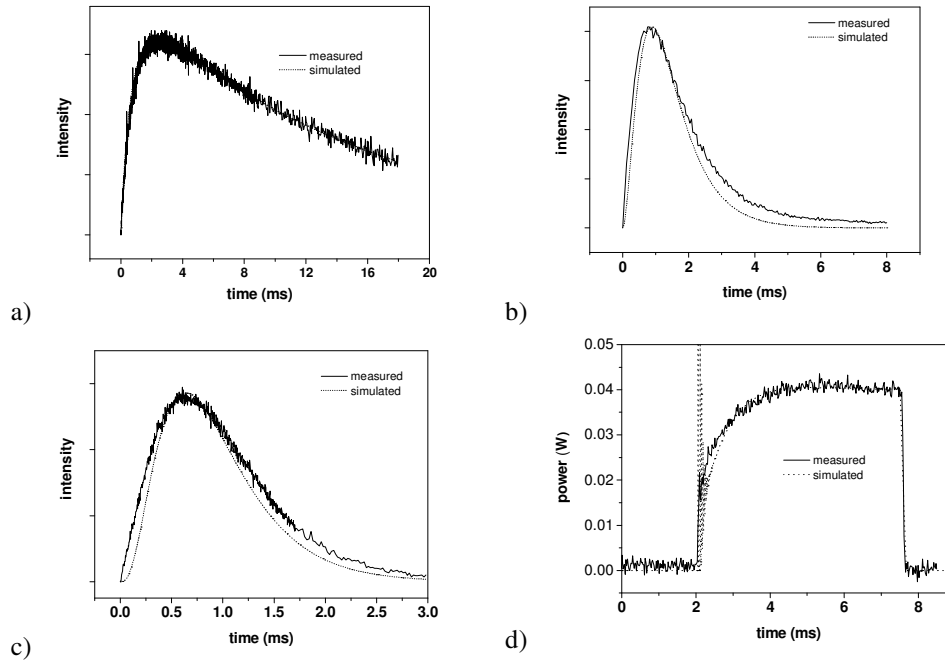 intensity
measured
simulated
0 4 8 12 16 20
time (ms)
a)
intensity
measured
simulated
0 2 4 6 8
time (ms)
b)
intensity
measured
simulated
0.0 0.5 1.0 1.5 2.0 2.5 3.0
time (ms)
c)
power (W)
0.05
0.04
0.03
0.02
0.01
0.00
measured
simulated
0 2 4 6 8
time (ms)
d)